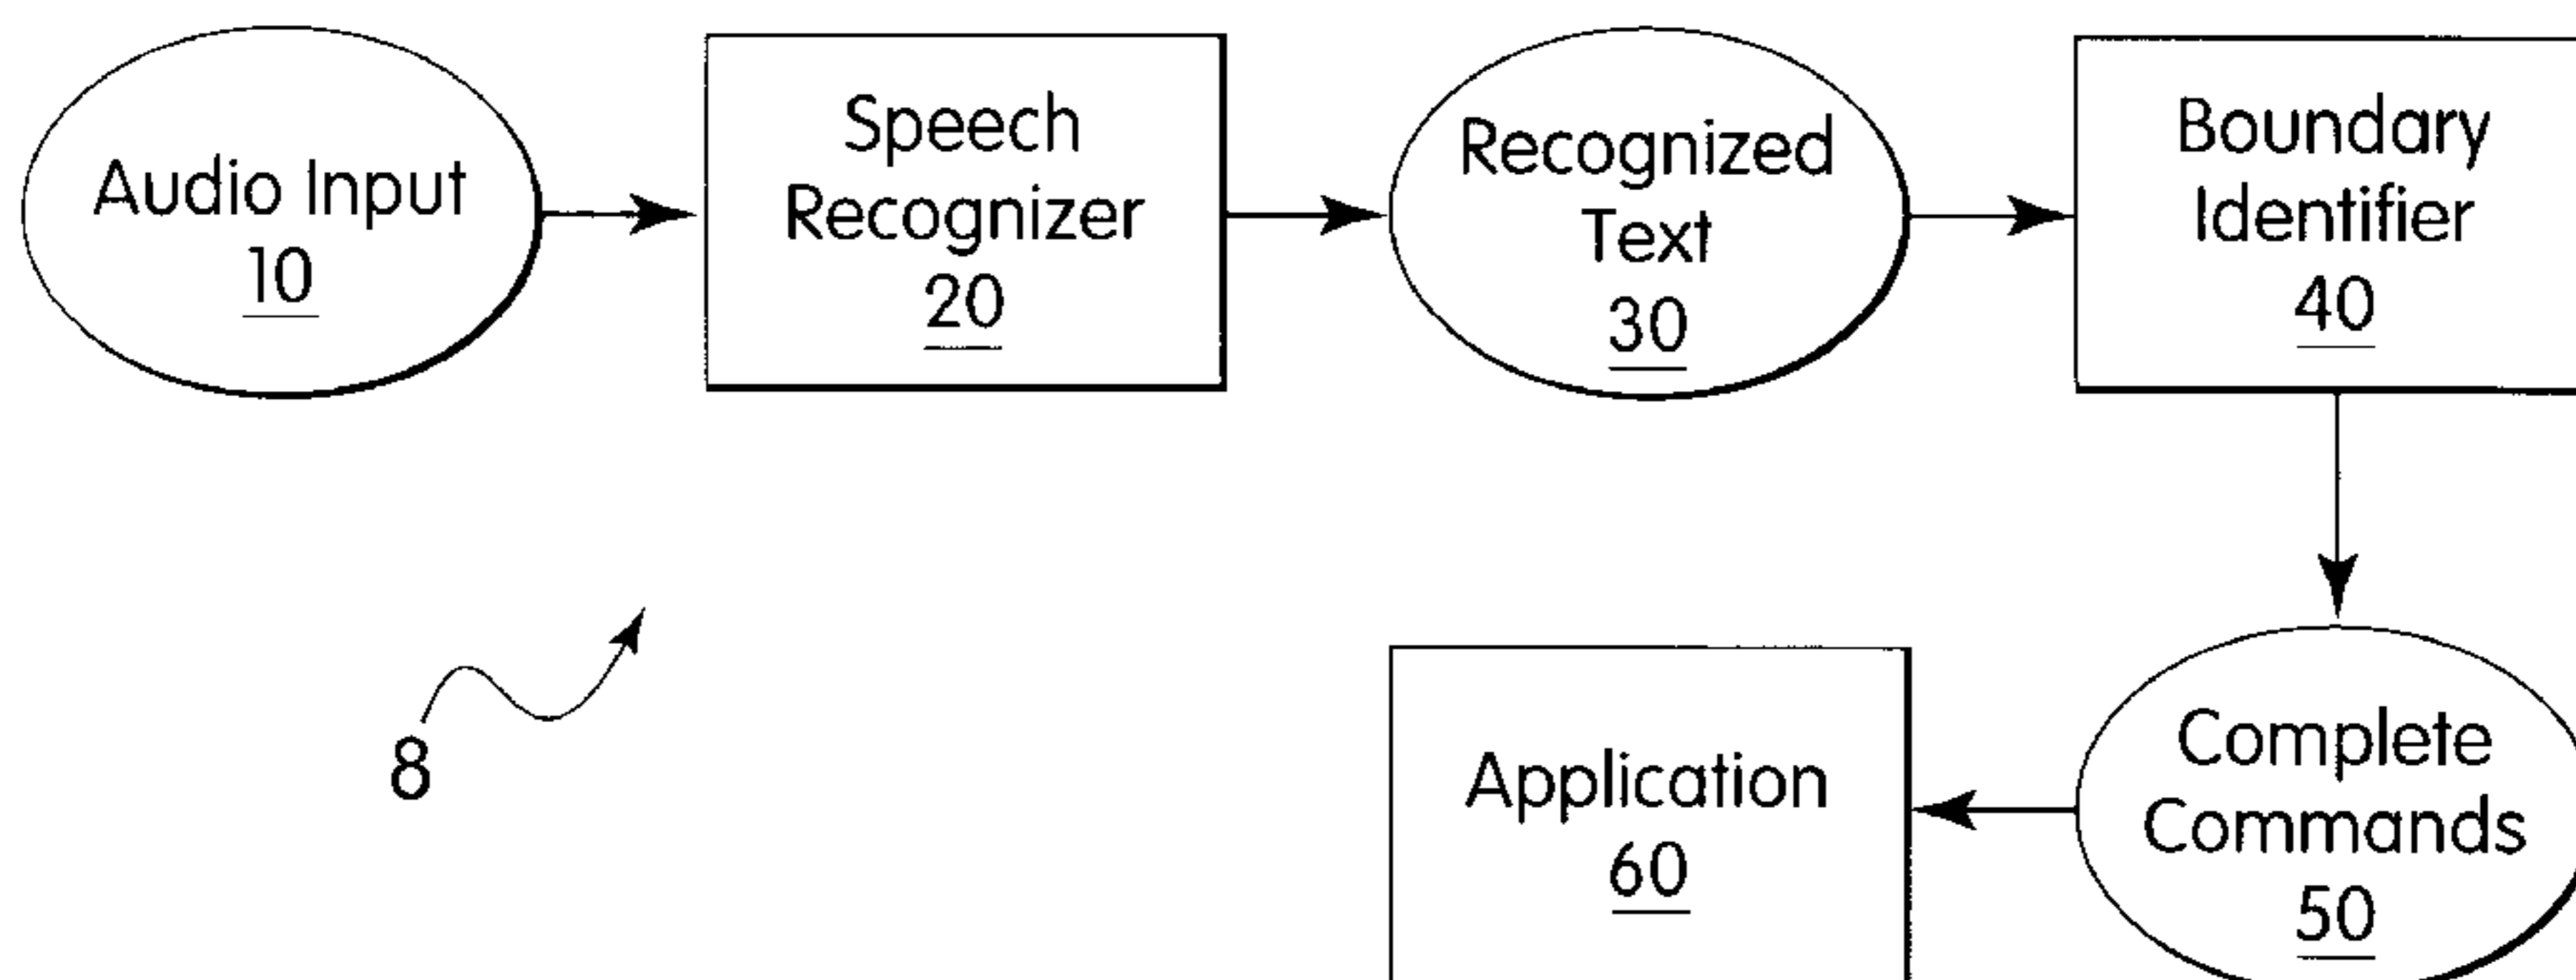 Audio Input
10
Speech
Recognizer
20
Recognized
Text
30
Boundary
Identifier
40
8
Application
60
Complete
Commands
50